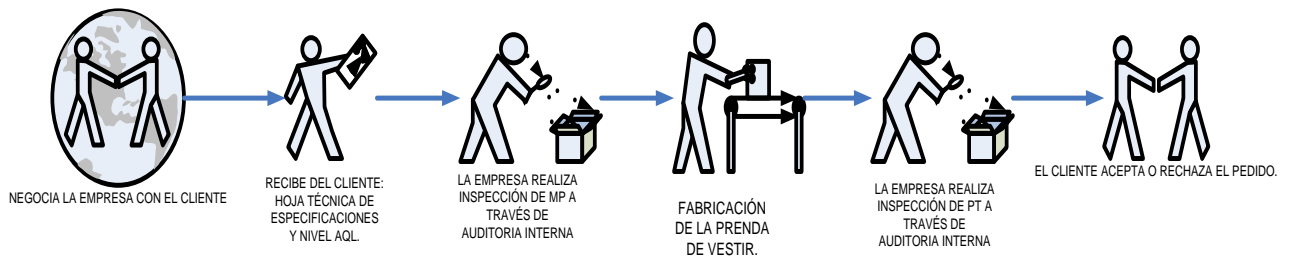 NEGOCIA LA EMPRESA CON EL CLIENTE
RECIBE DEL CLIENTE:
HOJA TÉCNICA DE
ESPECIFICACIONES
Y NIVEL AQL.
LA EMPRESA REALIZA
INSPECCIÓN DE MP A
TRAVÉS DE
AUDITORIA INTERNA
FABRICACIÓN
DE LA PRENDA
DE VESTIR.
LA EMPRESA REALIZA
INSPECCIÓN DE PT A
TRAVÉS DE
AUDITORIA INTERNA
EL CLIENTE ACEPTA O RECHAZA EL PEDIDO.